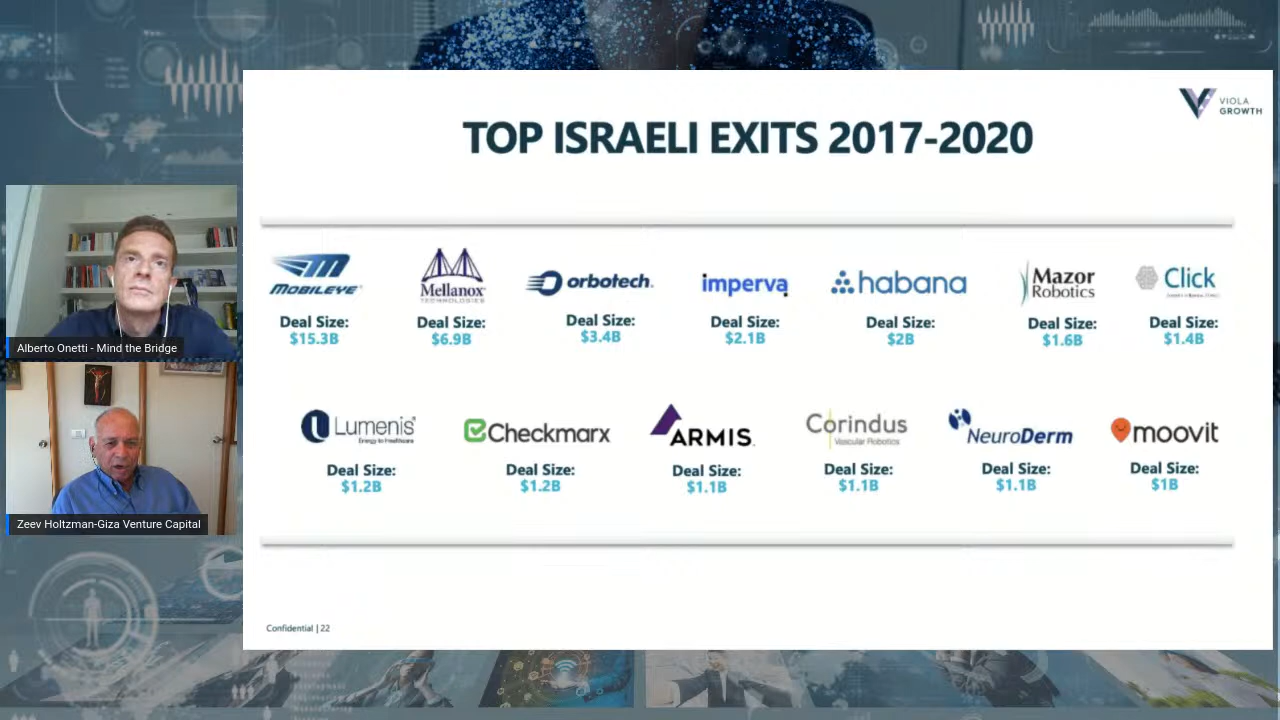 VIOLA
GROWTH
TOP ISRAELI EXITS 2017-2020
MOBILEYE
Deal Size:
$15.3B
Mellanox
TECHNOLOGIES
Deal Size:
$6.9B
orbotech.
Deal Size:
$3.4B
imperva
Deal Size:
$2.1B
habana
Deal Size:
$2B
Mazor
Robotics
Deal Size:
$1.6B
Click
Deal Size:
$1.4B
Lumenis
Energy to Healthcare
Deal Size:
$1.2B
Checkmarx
Deal Size:
$1.2B
ARMIS
Deal Size:
$1.1B
Corindus
Vascular Robotics
Deal Size:
$1.1B
NEURODERM
Deal Size:
$1.1B
moovit
Deal Size:
$1B
Confidential | 22
Alberto Onetti - Mind the Bridge
Zeev Holtzman-Giza Venture Capital